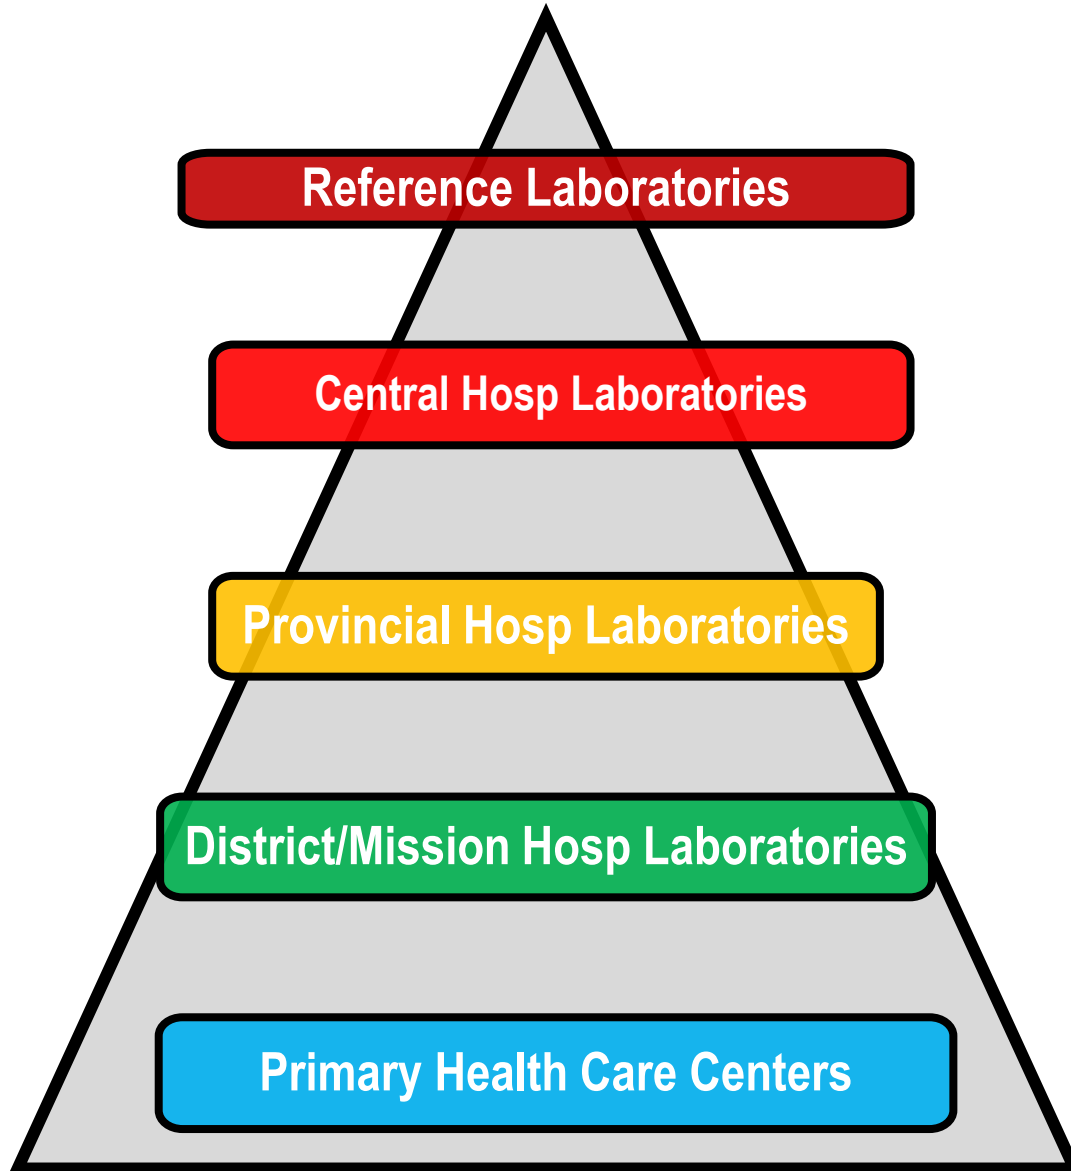 Reference Laboratories
Central Hosp Laboratories
Provincial Hosp Laboratories
District/Mission Hosp Laboratories
Primary Health Care Centers